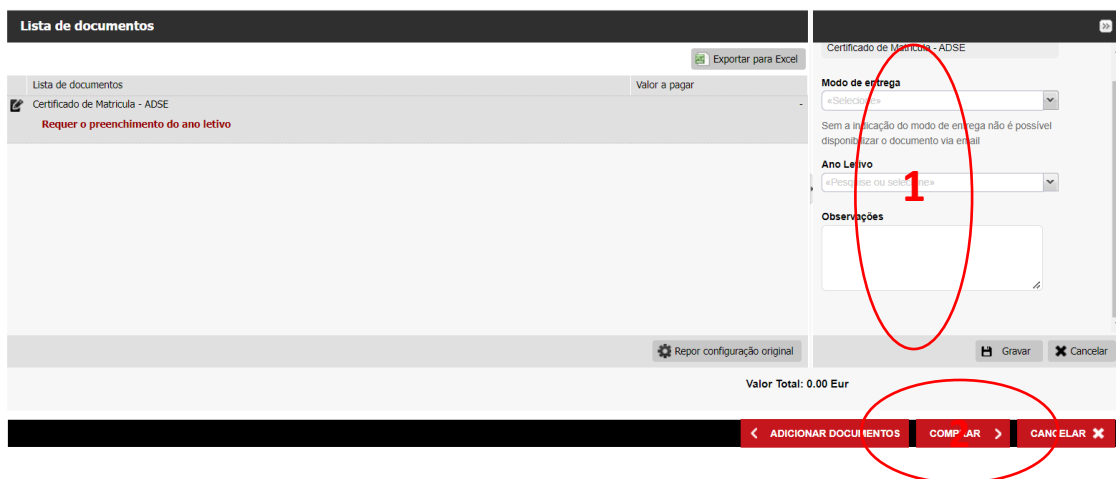 Lista de documentos
Exportar para Excel
Lista de documentos
Valor a pagar
Certificado de Matricula - ADSE
-
Requer o preenchimento do ano letivo
Repor configuração original
Certificado de Matricula - ADSE
Modo de entrega
«Selecione»
Sem a indicação do modo de entrega não é possível
disponibilizar o documento via email
Ano Letivo
«Pesquise ou selecione»
1
Observações
Gravar
Cancelar
Valor Total: 0.00 Eur
ADICIONAR DOCUMENTOS
COMPRAR
CANCELAR